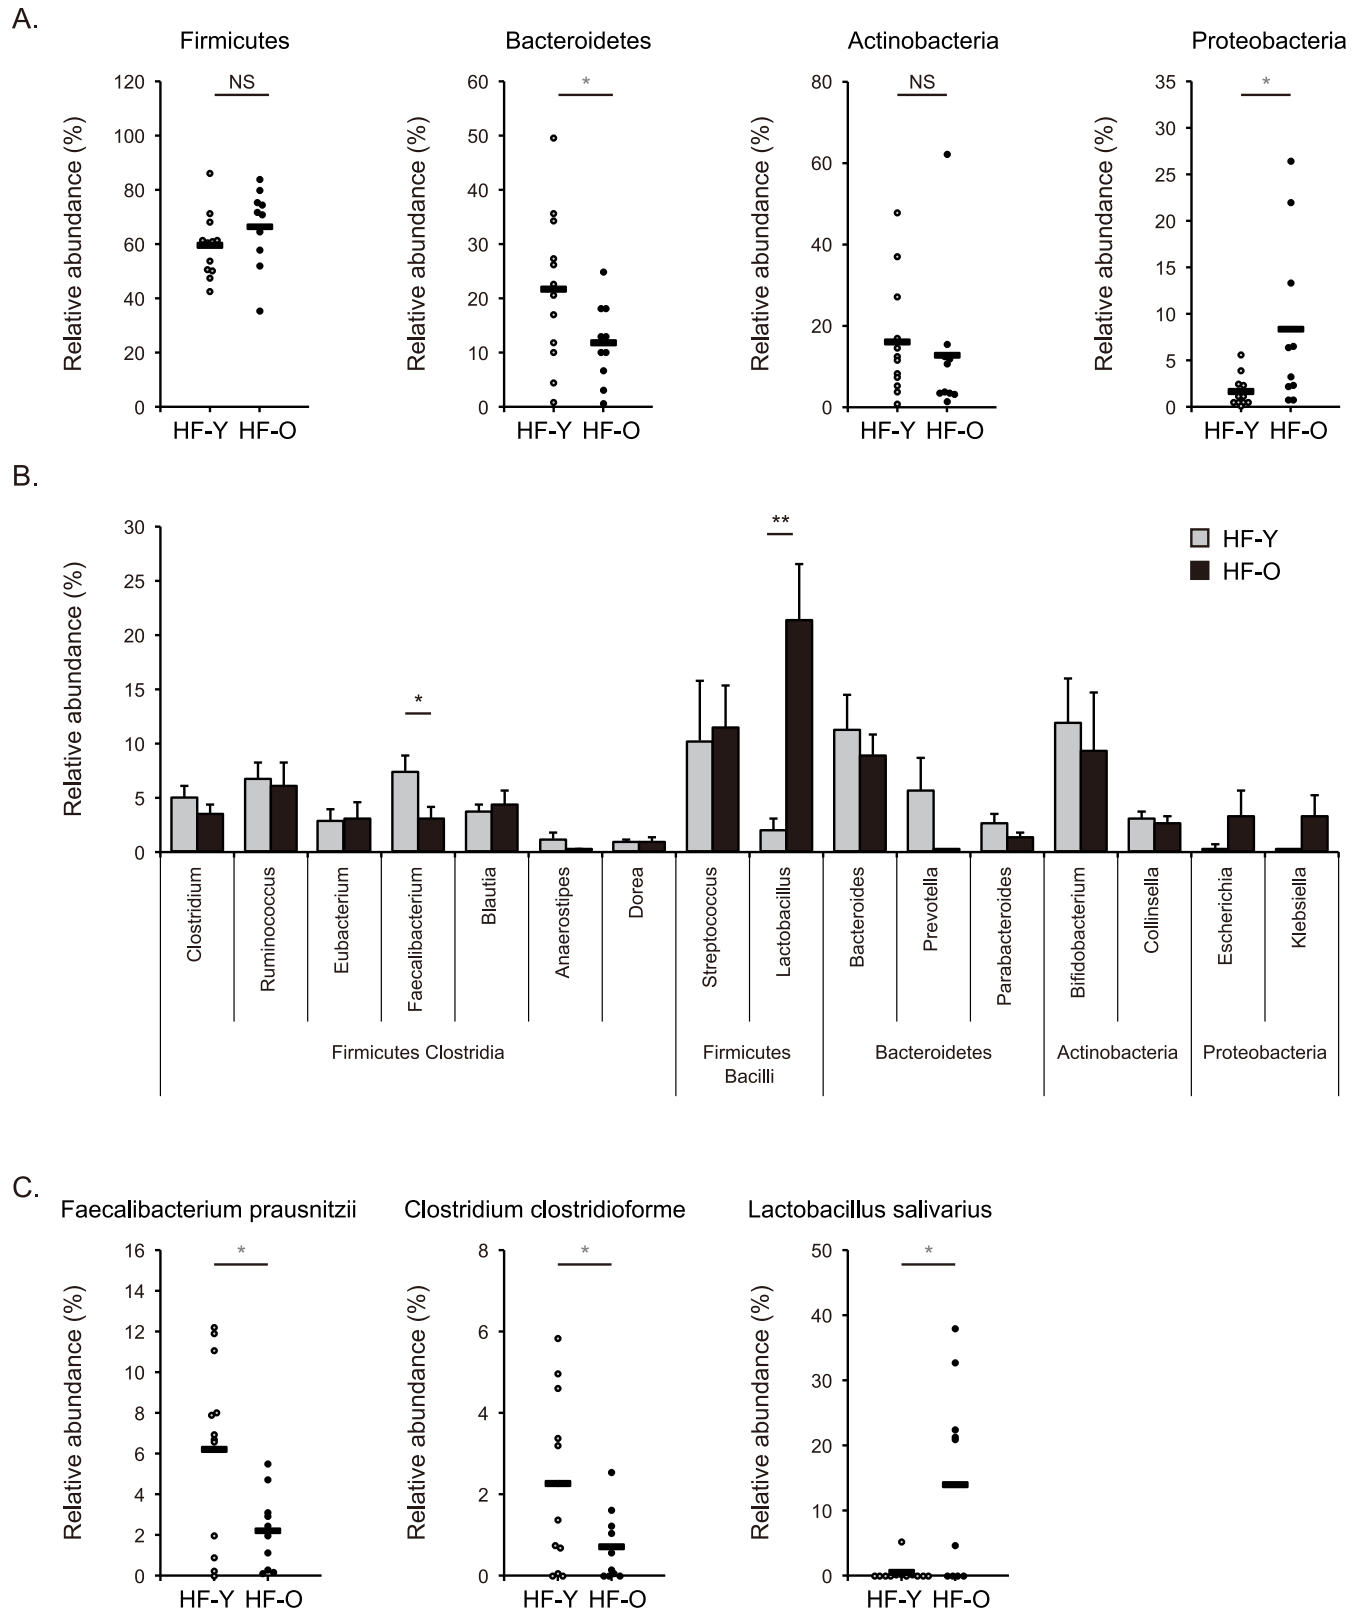 A.
Firmicutes
Bacteroidetes
Actinobacteria
Proteobacteria
Relative abundance (%)
120
100
80
60
40
20
0
NS
HF-Y HF-O
Relative abundance (%)
60
50
40
30
20
10
0
*
HF-Y HF-O
Relative abundance (%)
80
60
40
20
0
NS
HF-Y HF-O
Relative abundance (%)
35
30
25
20
15
10
5
0
*
HF-Y HF-O
B.
Relative abundance (%)
30
25
20
15
10
5
0
*
**
HF-Y
HF-O
Clostridium
Ruminococcus
Eubacterium
Faecalibacterium
Blautia
Anaerostipes
Dorea
Streptococcus
Lactobacillus
Bacteroides
Prevotella
Parabacteroides
Bifidobacterium
Collinsella
Escherichia
Klebsiella
Firmicutes Clostridia
Firmicutes
Bacilli
Bacteroidetes
Actinobacteria
Proteobacteria
C.
Faecalibacterium prausnitzii
Clostridium clostridioforme
Lactobacillus salivarius
Relative abundance (%)
16
14
12
10
8
6
4
2
0
*
HF-Y HF-O
Relative abundance (%)
8
6
4
2
0
*
HF-Y HF-O
Relative abundance (%)
50
40
30
20
10
0
*
HF-Y HF-O